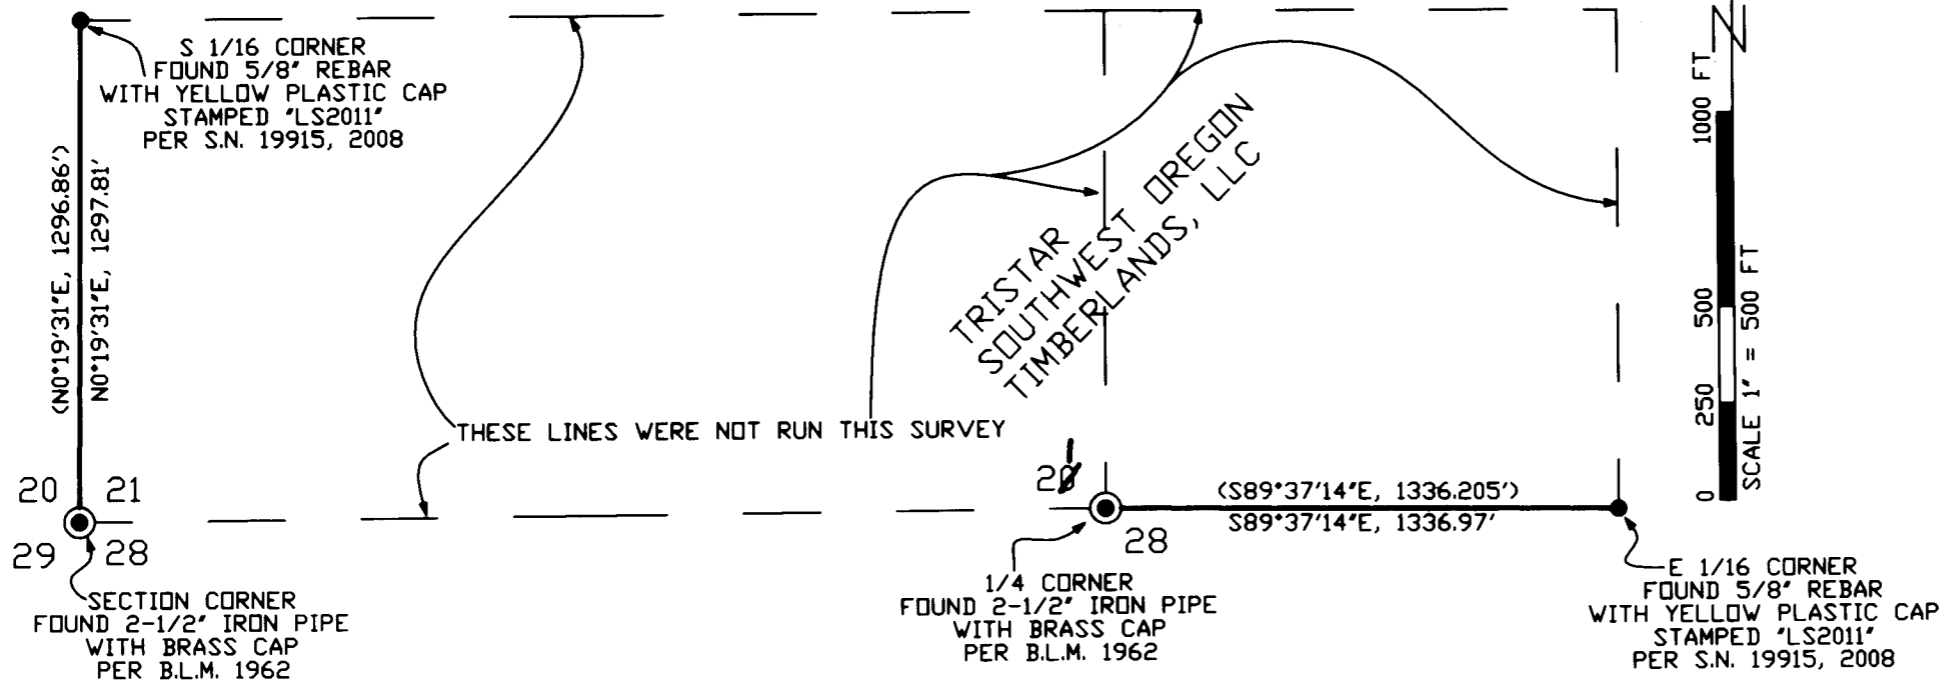 S 1/16 CORNER
FOUND 5/8" REBAR
WITH YELLOW PLASTIC CAP
STAMPED "LS2011"
PER S.N. 19915, 2008
(N0°19'31"E, 1296.86')
N0°19'31"E, 1297.81'
TRISTAR
SOUTHWEST OREGON
TIMBERLANDS, LLC
N
1000 FT
500
250
0
SCALE 1" = 500 FT
THESE LINES WERE NOT RUN THIS SURVEY
20 21
29 28
SECTION CORNER
FOUND 2-1/2" IRON PIPE
WITH BRASS CAP
PER B.L.M. 1962
28
1/4 CORNER
FOUND 2-1/2" IRON PIPE
WITH BRASS CAP
PER B.L.M. 1962
(S89°37'14"E, 1336.205')
S89°37'14"E, 1336.97'
E 1/16 CORNER
FOUND 5/8" REBAR
WITH YELLOW PLASTIC CAP
STAMPED "LS2011"
PER S.N. 19915, 2008